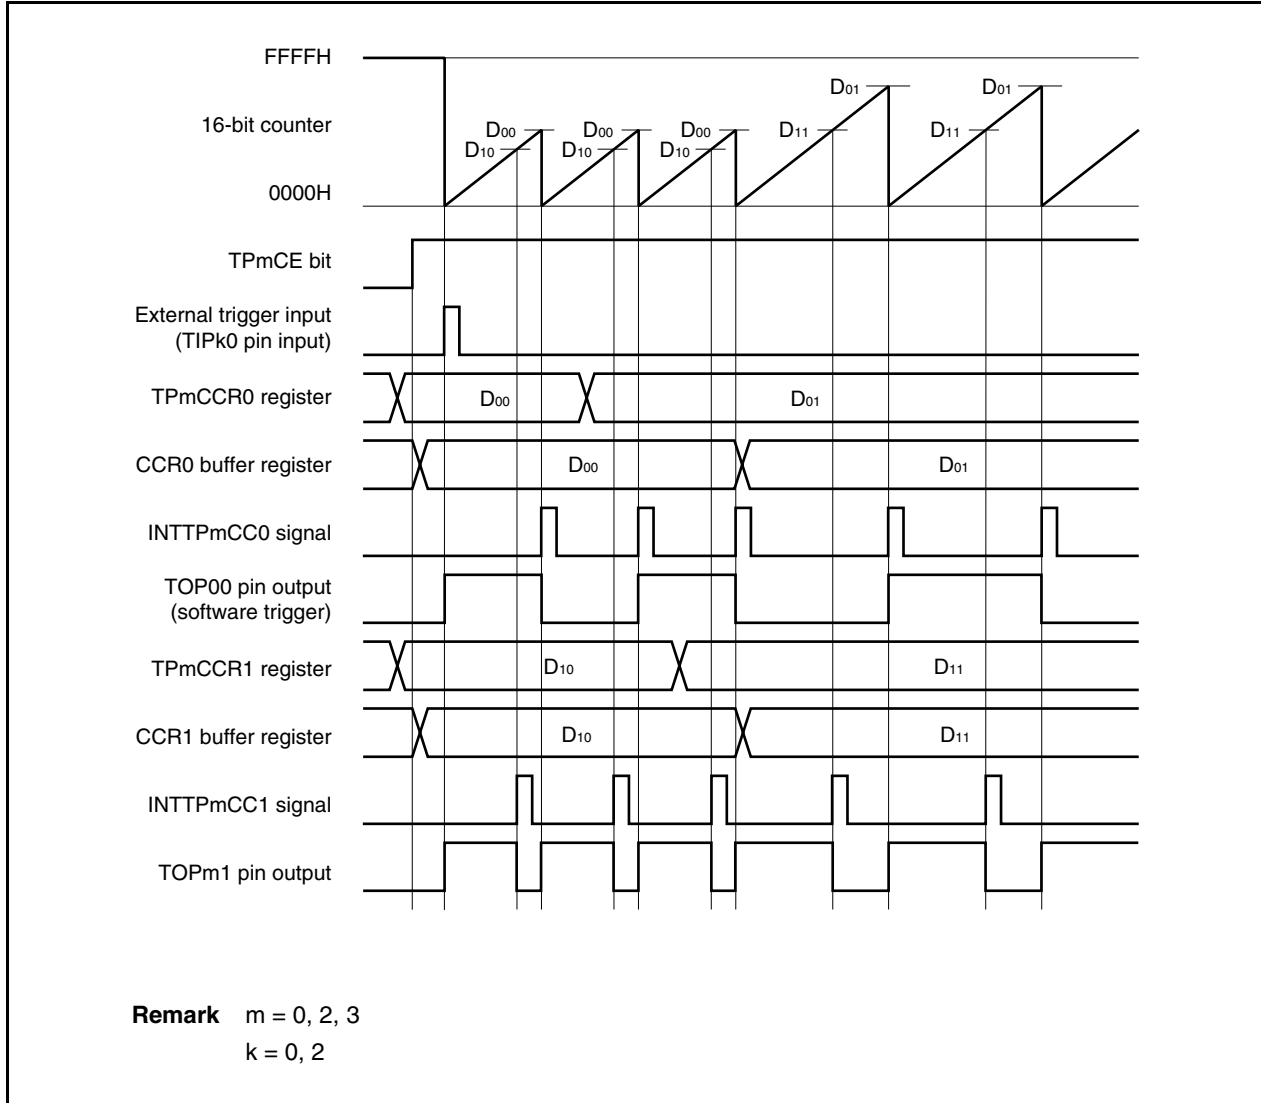 FFFFH
D01
D01
16-bit counter
D00
D00
D00
D11
D11
D10
D10
D10
0000H
TPmCE bit
External trigger input
(TIPk0 pin input)
TPmCCR0 register
D00
D01
CCR0 buffer register
D00
D01
INTTPmCC0 signal
TOP00 pin output
(software trigger)
TPmCCR1 register
D10
D11
CCR1 buffer register
D10
D11
INTTPmCC1 signal
TOPm1 pin output
Remark m = 0, 2, 3
k = 0, 2